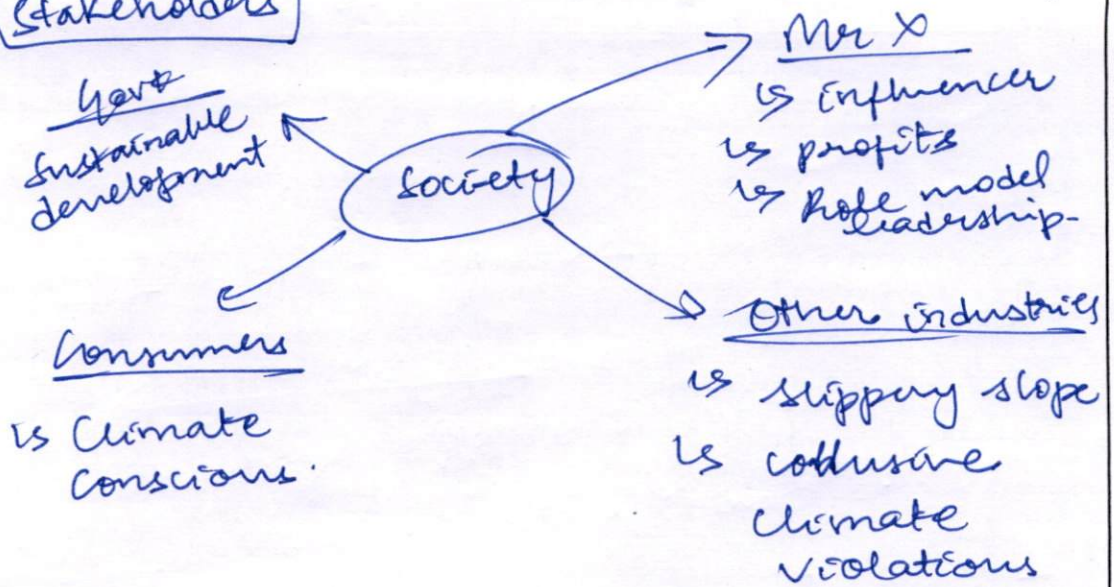 Stakeholders
Govt
Sustainable
development
Society
Mr X
↳ influencer
↳ profits
↳ Role model
leadership
Consumers
↳ Climate
Conscious.
Other industries
↳ slippery slope
↳ collusive
climate
violations